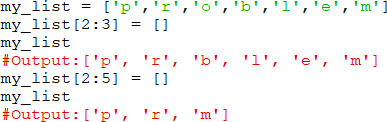 my_list = ['p','r','o','b','l','e','m']
my_list[2:3] = []
my_list
#Output:['p', 'r', 'b', 'l', 'e', 'm']
my_list[2:5] = []
my_list
#Output:['p', 'r', 'm']